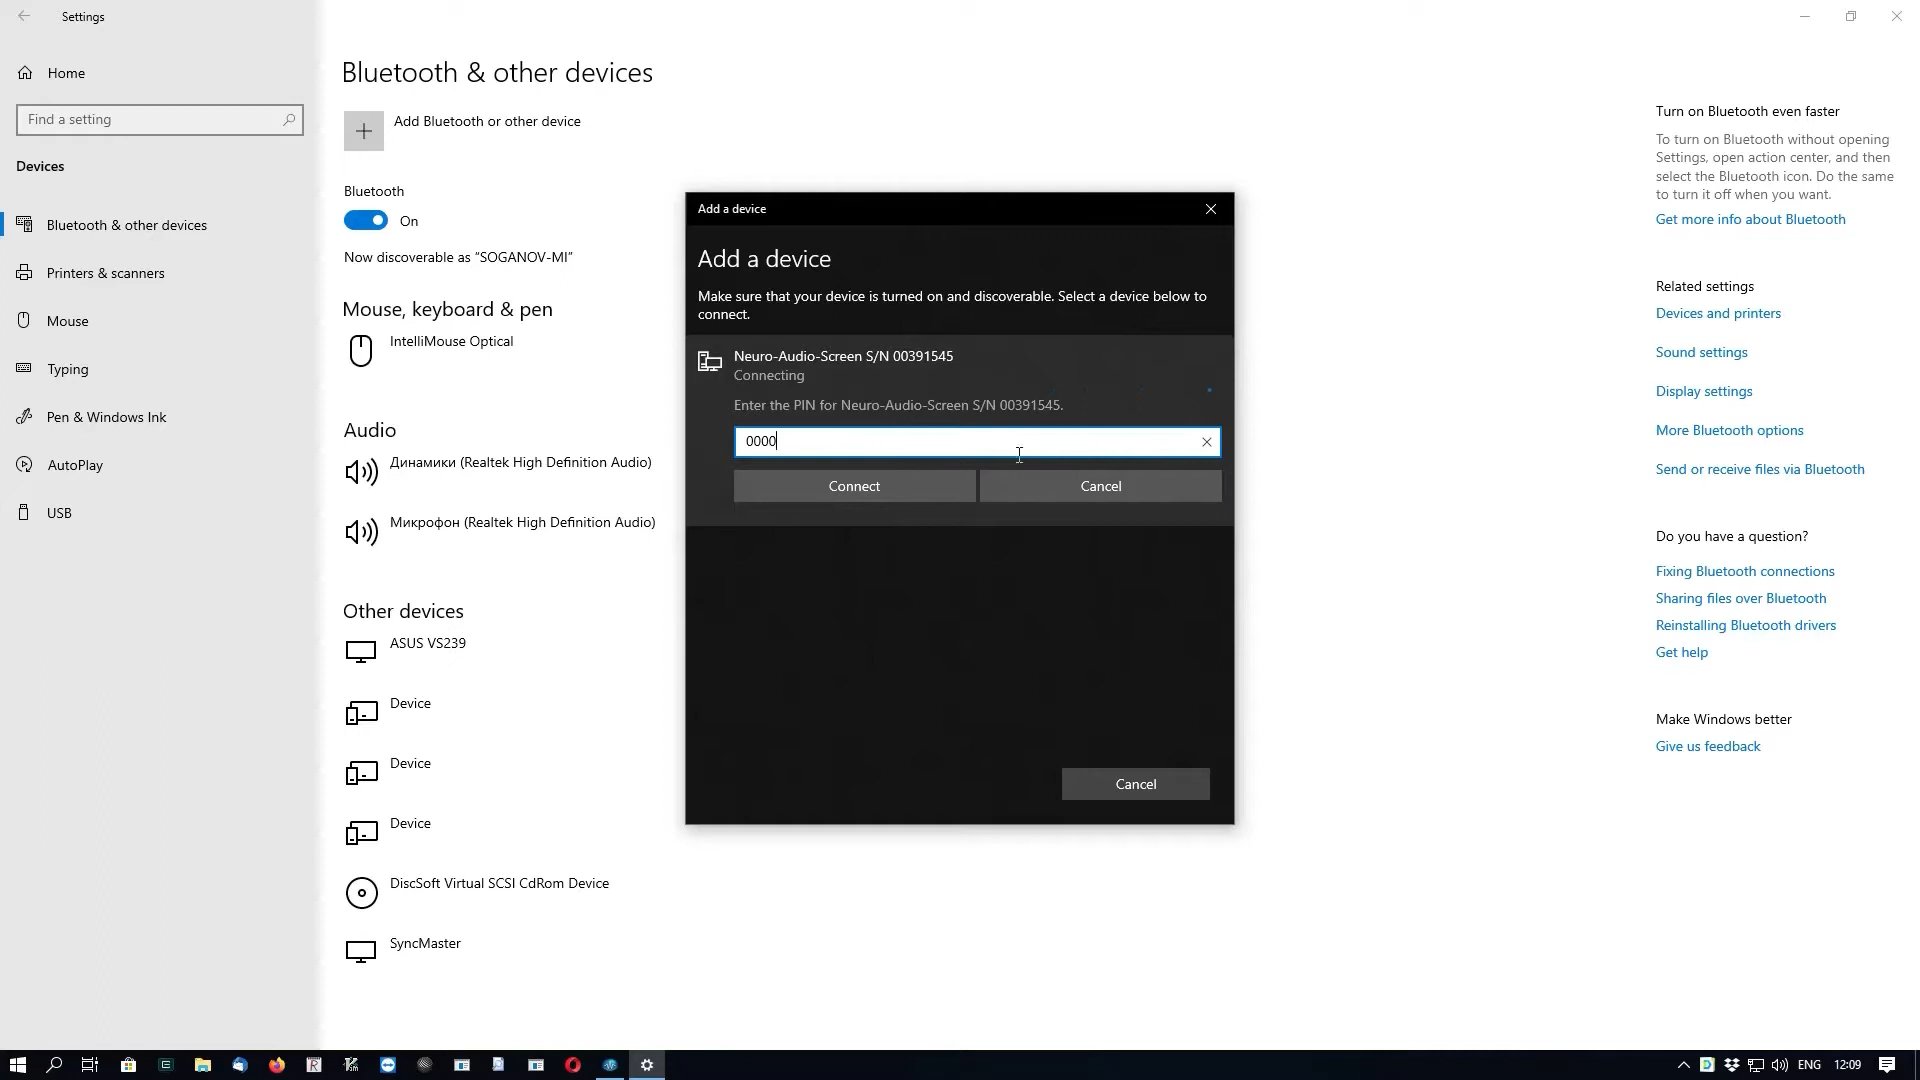 Settings
Home
Find a setting
Devices
Bluetooth & other devices
Printers & scanners
Mouse
Typing
Pen & Windows Ink
AutoPlay
USB
Bluetooth & other devices
Add Bluetooth or other device
Bluetooth
On
Now discoverable as “SOGANOV-MI”
Mouse, keyboard & pen
IntelliMouse Optical
Audio
Динамики (Realtek High Definition Audio)
Микрофон (Realtek High Definition Audio)
Other devices
ASUS VS239
Device
Device
Device
DiscSoft Virtual SCSI CdRom Device
SyncMaster
Add a device
Add a device
Make sure that your device is turned on and discoverable. Select a device below to
connect.
Neuro-Audio-Screen S/N 00391545
Connecting
Enter the PIN for Neuro-Audio-Screen S/N 00391545.
0000
Connect
Cancel
Cancel
Turn on Bluetooth even faster
To turn on Bluetooth without opening
Settings, open action center, and then
select the Bluetooth icon. Do the same
to turn it off when you want.
Get more info about Bluetooth
Related settings
Devices and printers
Sound settings
Display settings
More Bluetooth options
Send or receive files via Bluetooth
Do you have a question?
Fixing Bluetooth connections
Sharing files over Bluetooth
Reinstalling Bluetooth drivers
Get help
Make Windows better
Give us feedback
ENG
12:09